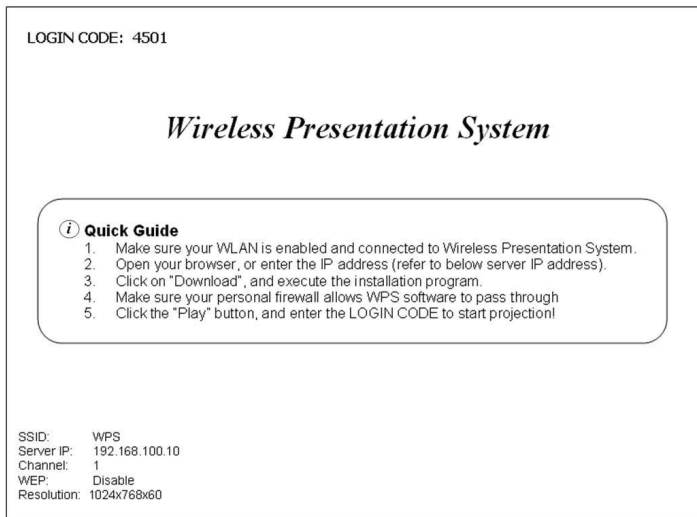 LOGIN CODE: 4501
Wireless Presentation System
i Quick Guide
1. Make sure your WLAN is enabled and connected to Wireless Presentation System.
2. Open your browser, or enter the IP address (refer to below server IP address).
3. Click on "Download", and execute the installation program.
4. Make sure your personal firewall allows WPS software to pass through
5. Click the "Play" button, and enter the LOGIN CODE to start projection!
SSID: WPS
Server IP: 192.168.100.10
Channel: 1
WEP: Disable
Resolution: 1024x768x60